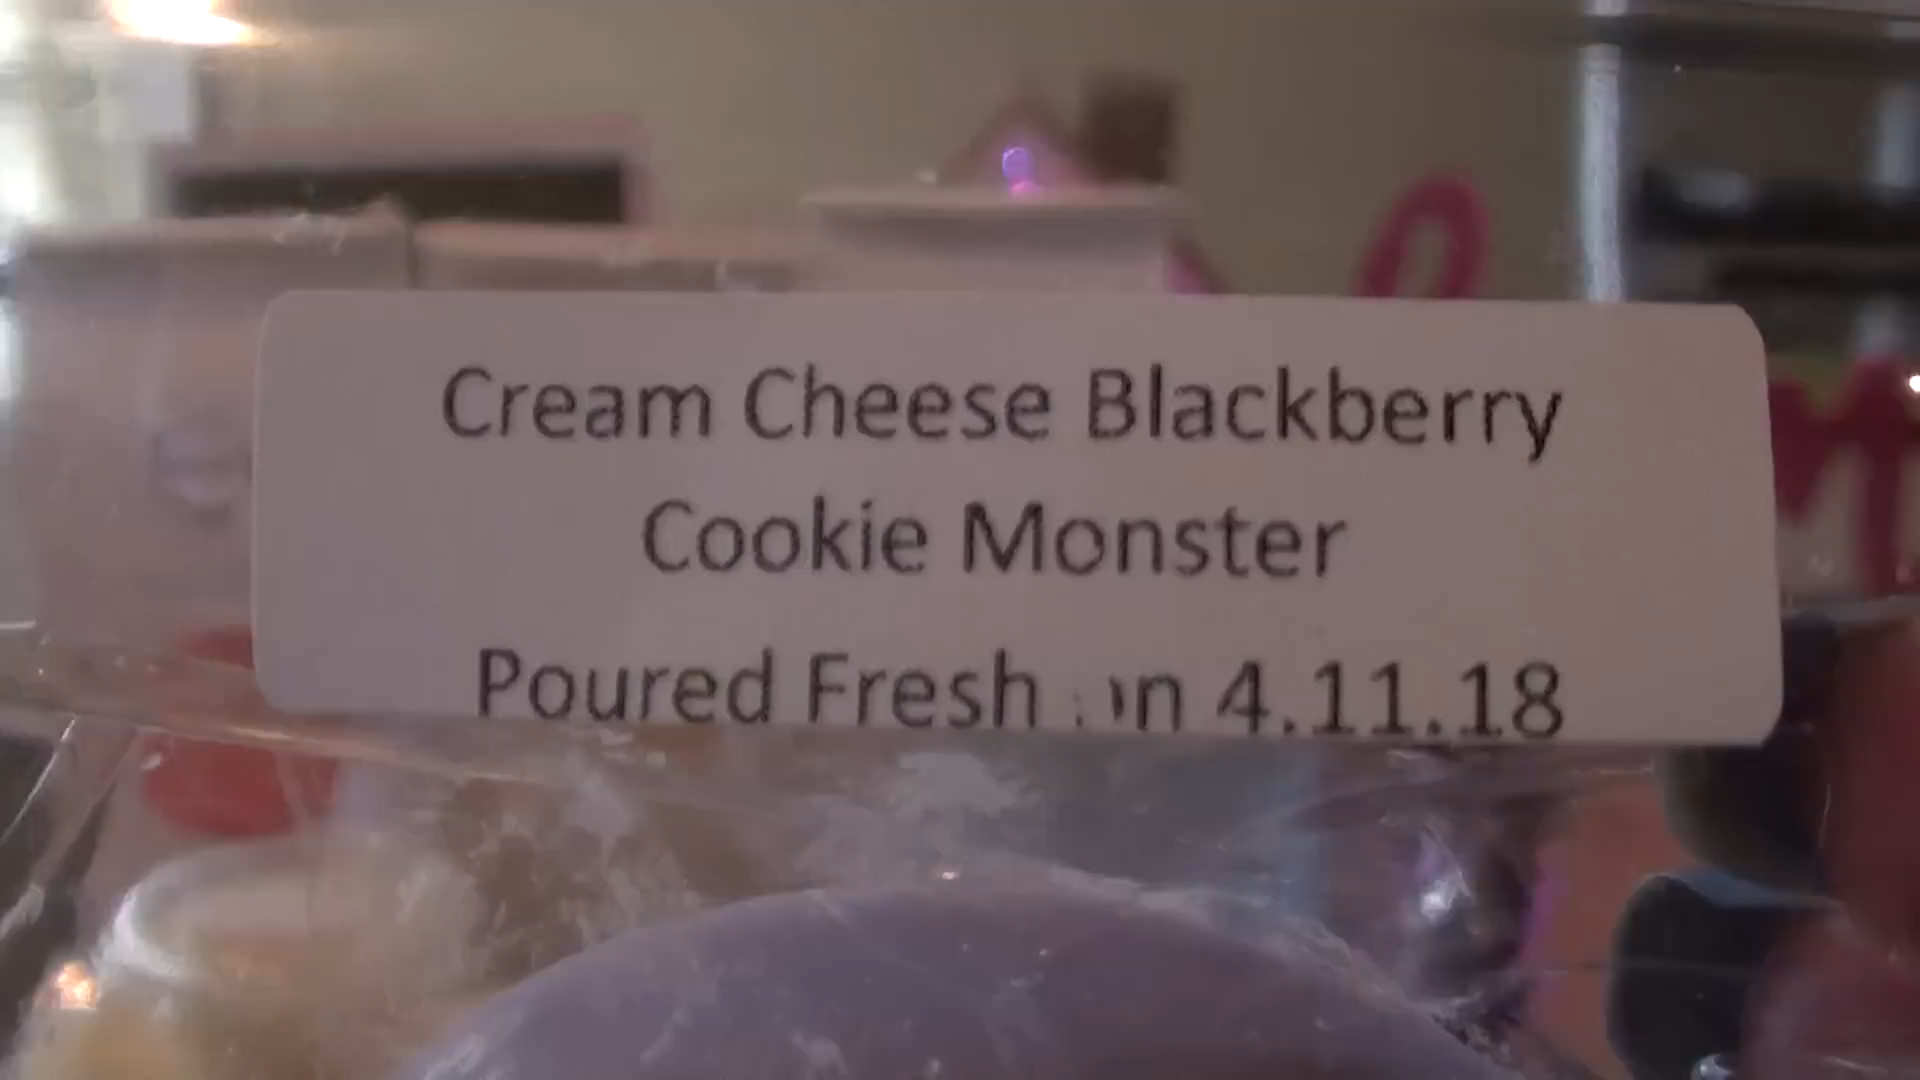 Cream Cheese Blackberry
Cookie Monster
Poured Fresh on 4.11.18